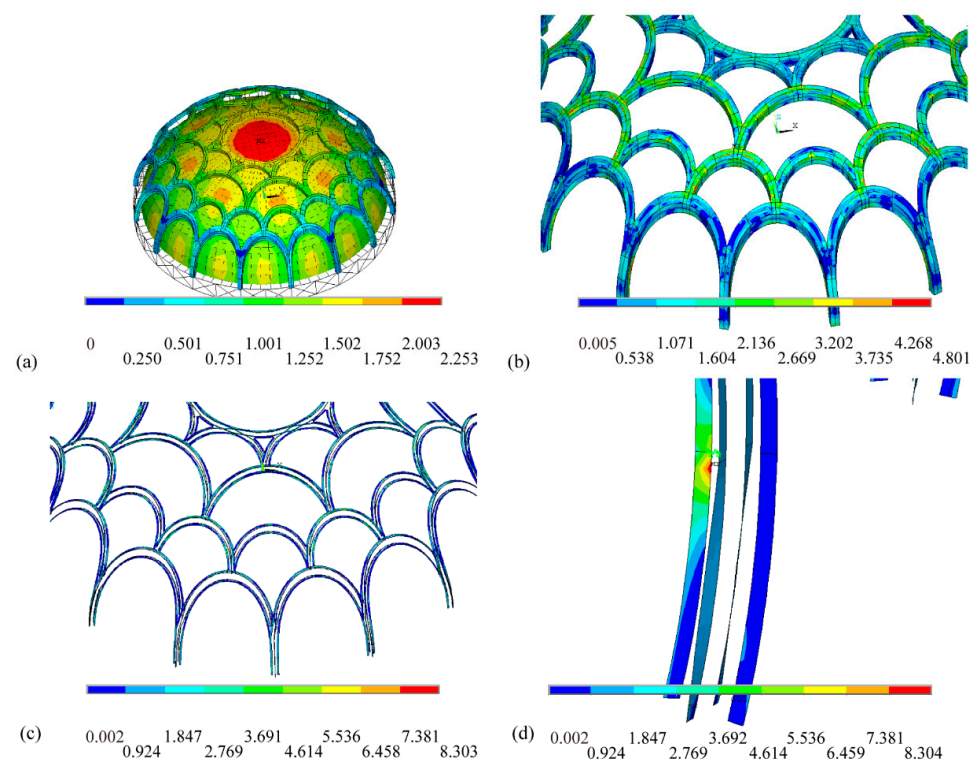 0 0.501 1.001 1.502 2.003
(a)
0.250 0.751 1.252 1.752 2.253
X
0.005 1.071 2.136 3.202 4.268
(b)
0.538 1.604 2.669 3.735 4.801
0.002 1.847 3.691 5.536 7.381
(c)
0.924 2.769 4.614 6.458 8.303
0.002 1.847 3.692 5.536 7.381
(d)
0.924 2.769 4.614 6.459 8.304